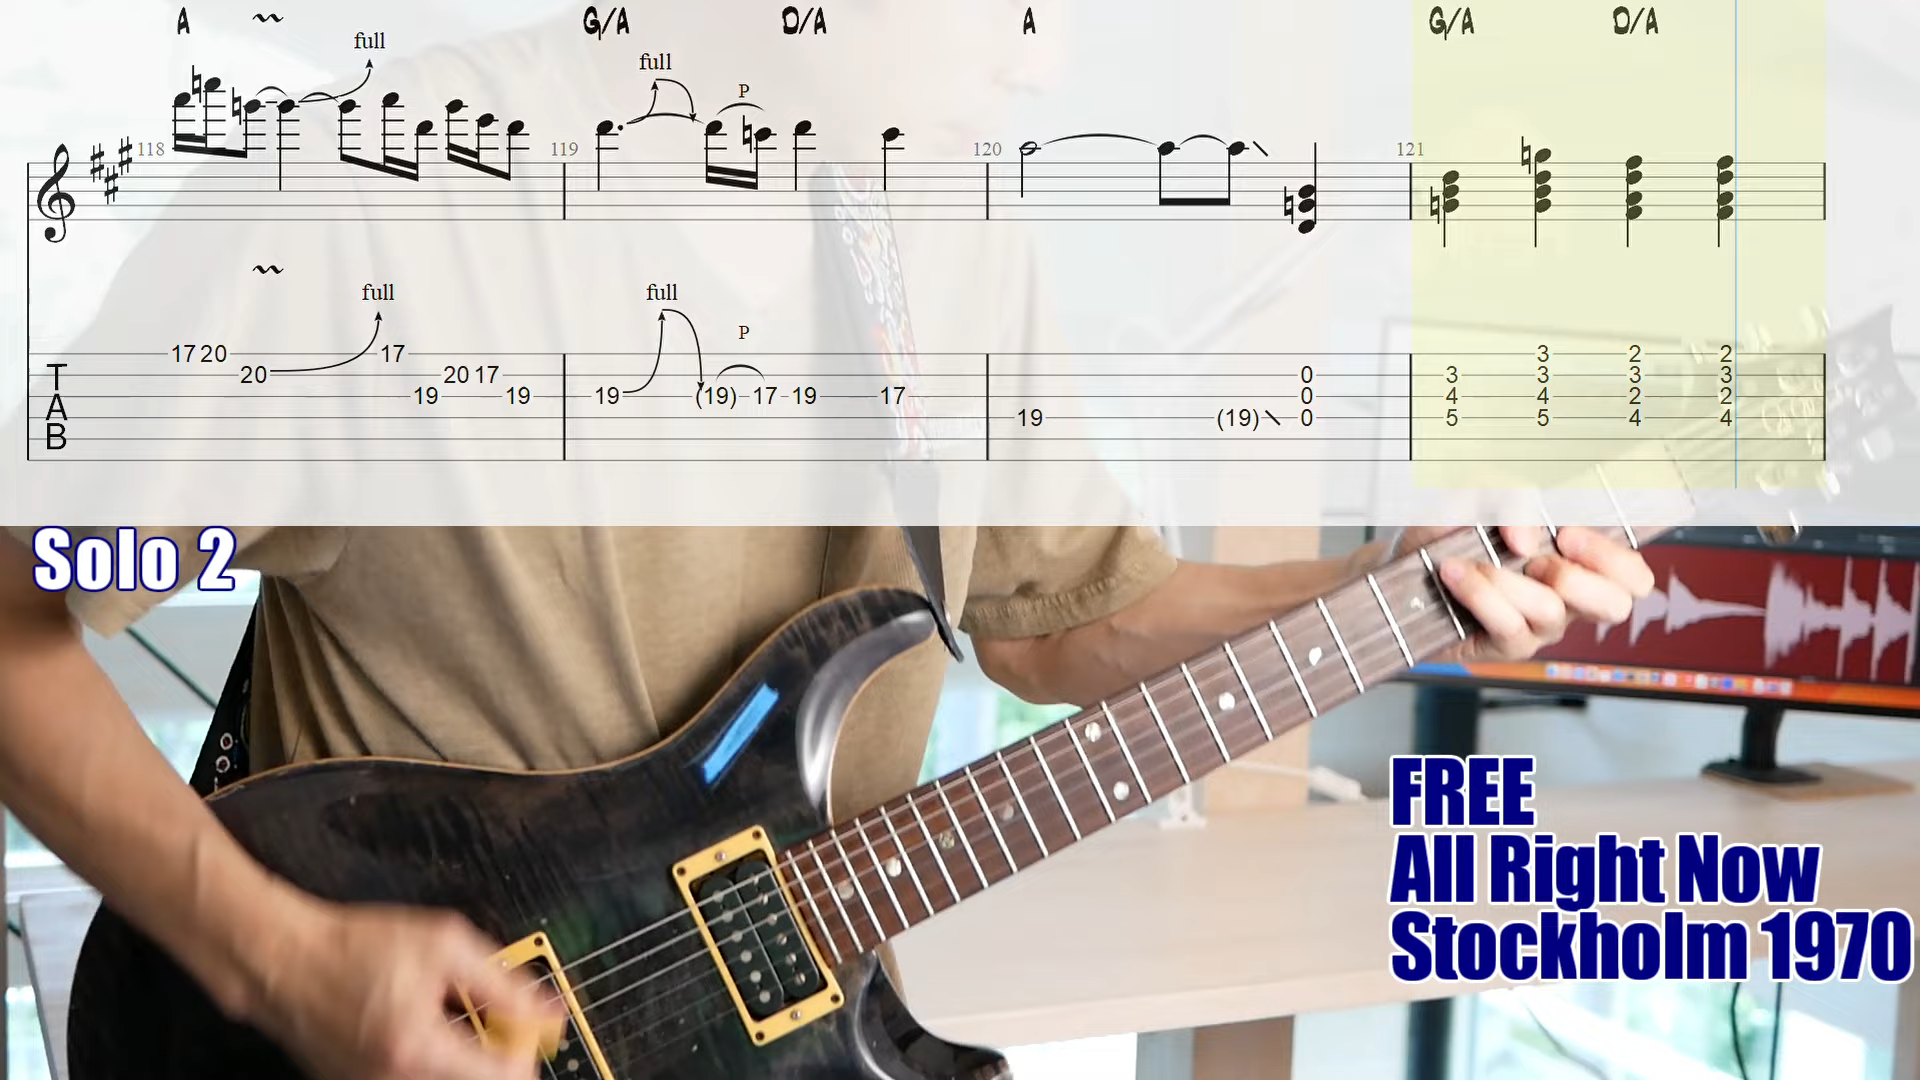 A G/A D/A A G/A D/A
full
full
P
118 119 120 121
full full
P
17 20 17 3 2 2
T 20 20 17 0 3 3 3 3
A 19 19 19 (19) 17 19 17 0 4 4 2 2
19 (19) 0 5 5 4 4
B
Solo 2
FREE
All Right Now
Stockholm 1970